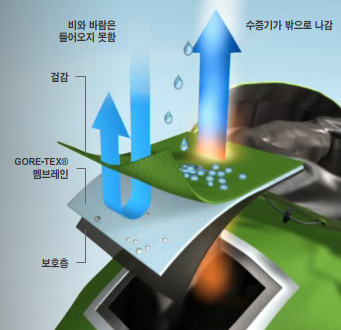 비와 바람은
들어오지 못함
수증기가 밖으로 나감
겉감
GORE-TEX®
멤브레인
보호층